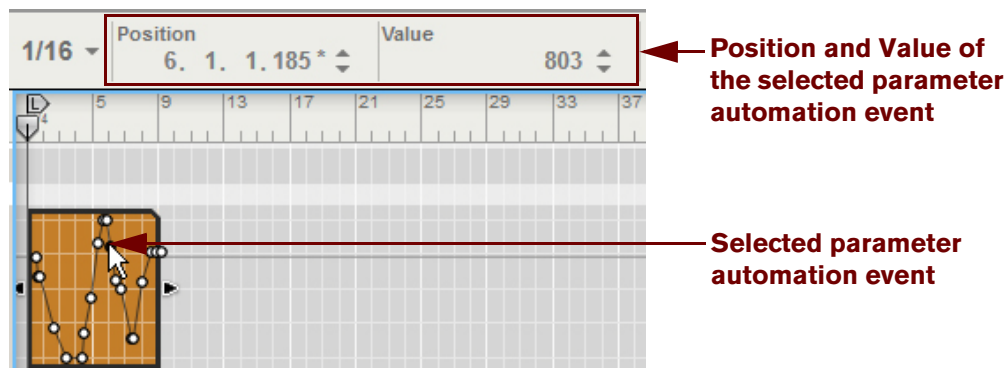 Position Value
1/16 6. 1. 1.185 * 803
Position and Value of
the selected parameter
automation event
L 5 9 13 17 21 25 29 33 37
4
Selected parameter
automation event